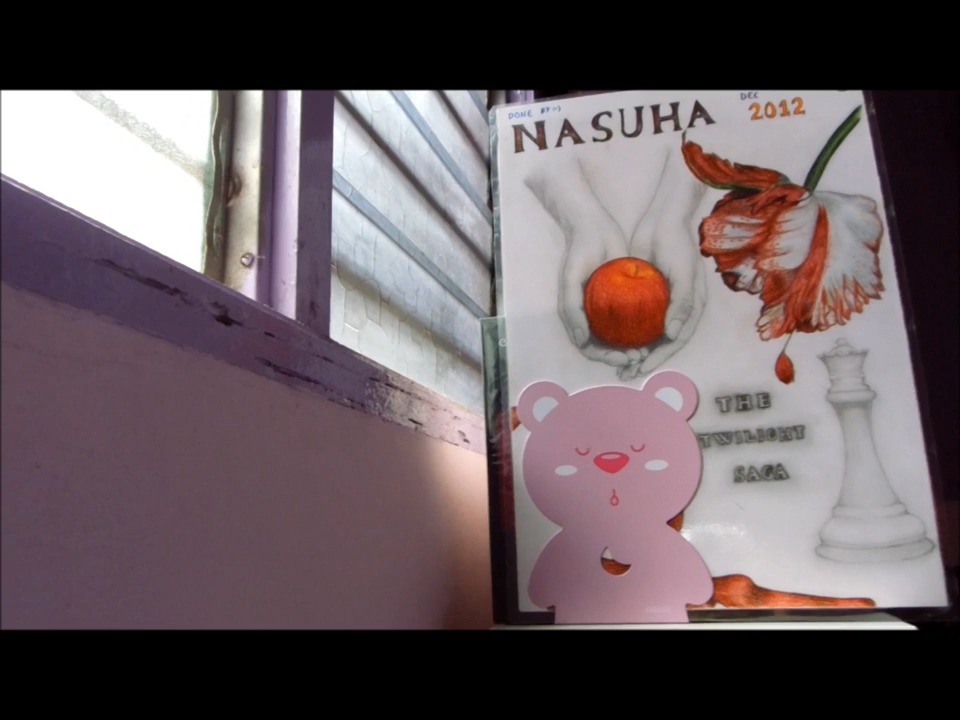 DONE
NASUHA
DEC
2012
THE
TWILIGHT
SAGA